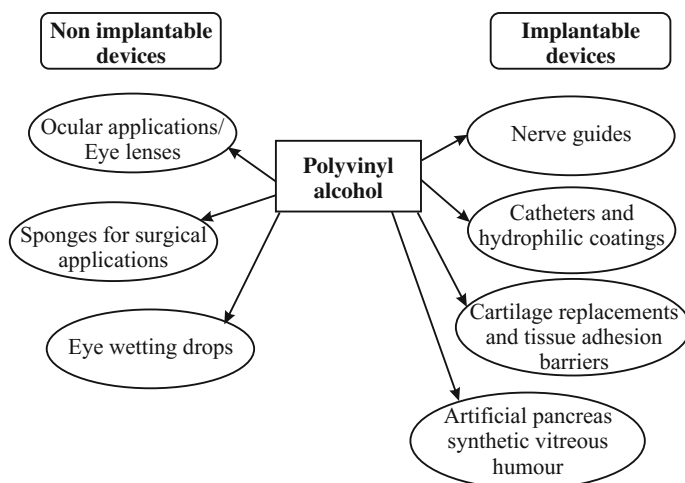 Non implantable
devices
Implantable
devices
Ocular applications/
Eye lenses
Polyvinyl
alcohol
Nerve guides
Sponges for surgical
applications
Catheters and
hydrophilic coatings
Eye wetting drops
Cartilage replacements
and tissue adhesion
barriers
Artificial pancreas
synthetic vitreous
humour